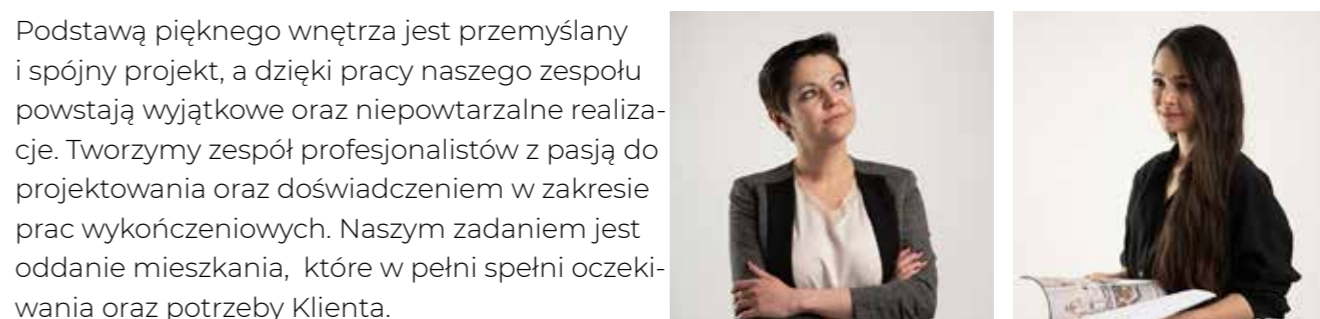 Podstawą pięknego wnętrza jest przemyślany
i spójny projekt, a dzięki pracy naszego zespołu
powstają wyjątkowe oraz niepowtarzalne realiza-
cje. Tworzymy zespół profesjonalistów z pasją do
projektowania oraz doświadczeniem w zakresie
prac wykończeniowych. Naszym zadaniem jest
oddanie mieszkania,  które w pełni spełni oczeki-
wania oraz potrzeby Klienta.